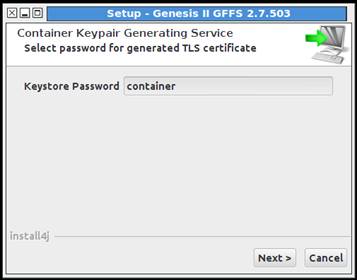 Setup - Genesis II GFFS 2.7.503
Container Keypair Generating Service
Select password for generated TLS certificate
Keystore Password container
install4j
Next > Cancel